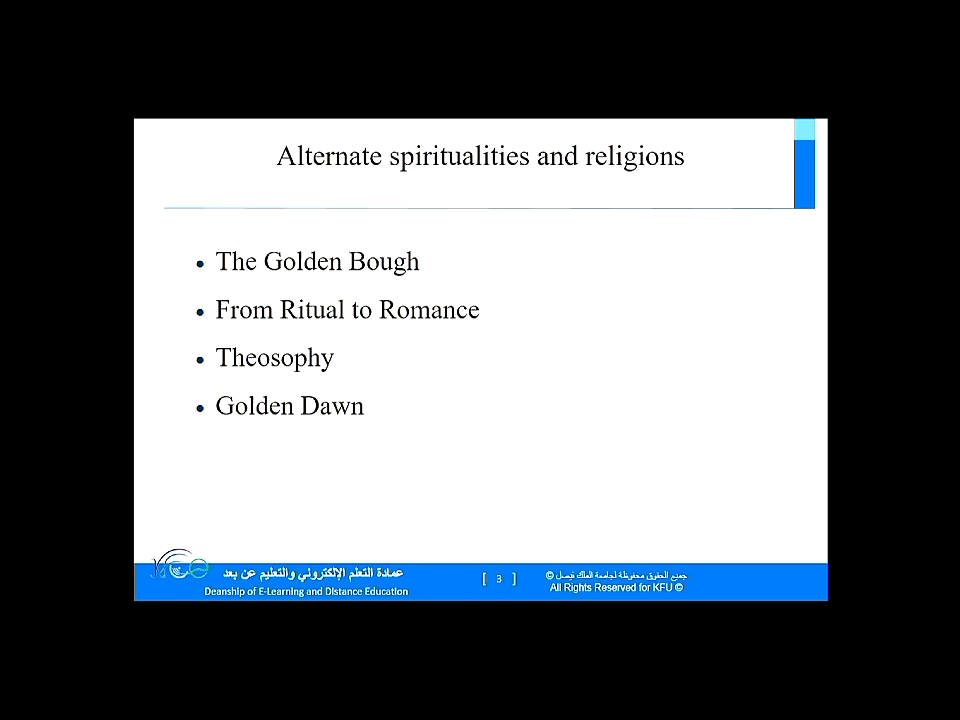 Alternate spiritualities and religions
• The Golden Bough
• From Ritual to Romance
• Theosophy
• Golden Dawn
عمادة التعلم الإلكتروني والتعليم عن بعد
Deanship of E-Learning and Distance Education
[ 3 ]
جميع الحقوق محفوظة لجامعة الملك فيصل ©
All Rights Reserved for KFU ©